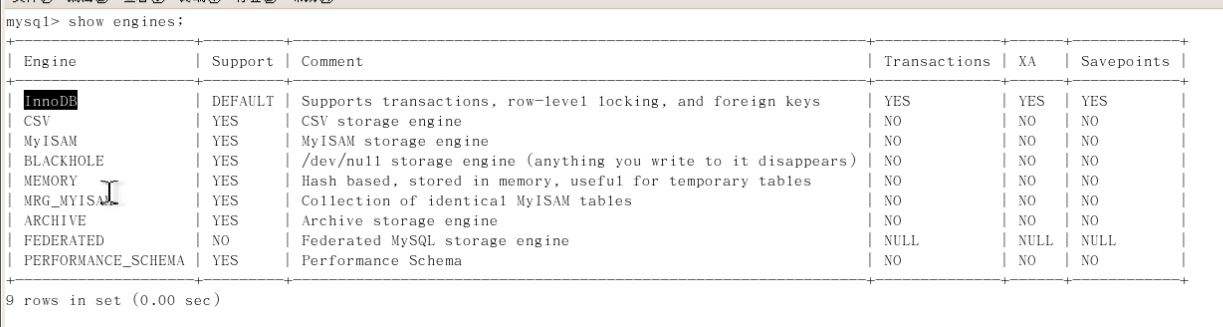 mysql> show engines;
| Engine | Support | Comment | Transactions | XA | Savepoints |
| InnoDB | DEFAULT | Supports transactions, row-level locking, and foreign keys | YES | YES | YES |
| CSV | YES | CSV storage engine | NO | NO | NO |
| MyISAM | YES | MyISAM storage engine | NO | NO | NO |
| BLACKHOLE | YES | /dev/null storage engine (anything you write to it disappears) | NO | NO | NO |
| MEMORY | YES | Hash based, stored in memory, useful for temporary tables | NO | NO | NO |
| MRG_MYISAM | YES | Collection of identical MyISAM tables | NO | NO | NO |
| ARCHIVE | YES | Archive storage engine | NO | NO | NO |
| FEDERATED | NO | Federated MySQL storage engine | NULL | NULL | NULL |
| PERFORMANCE_SCHEMA | YES | Performance Schema | NO | NO | NO |
9 rows in set (0.00 sec)